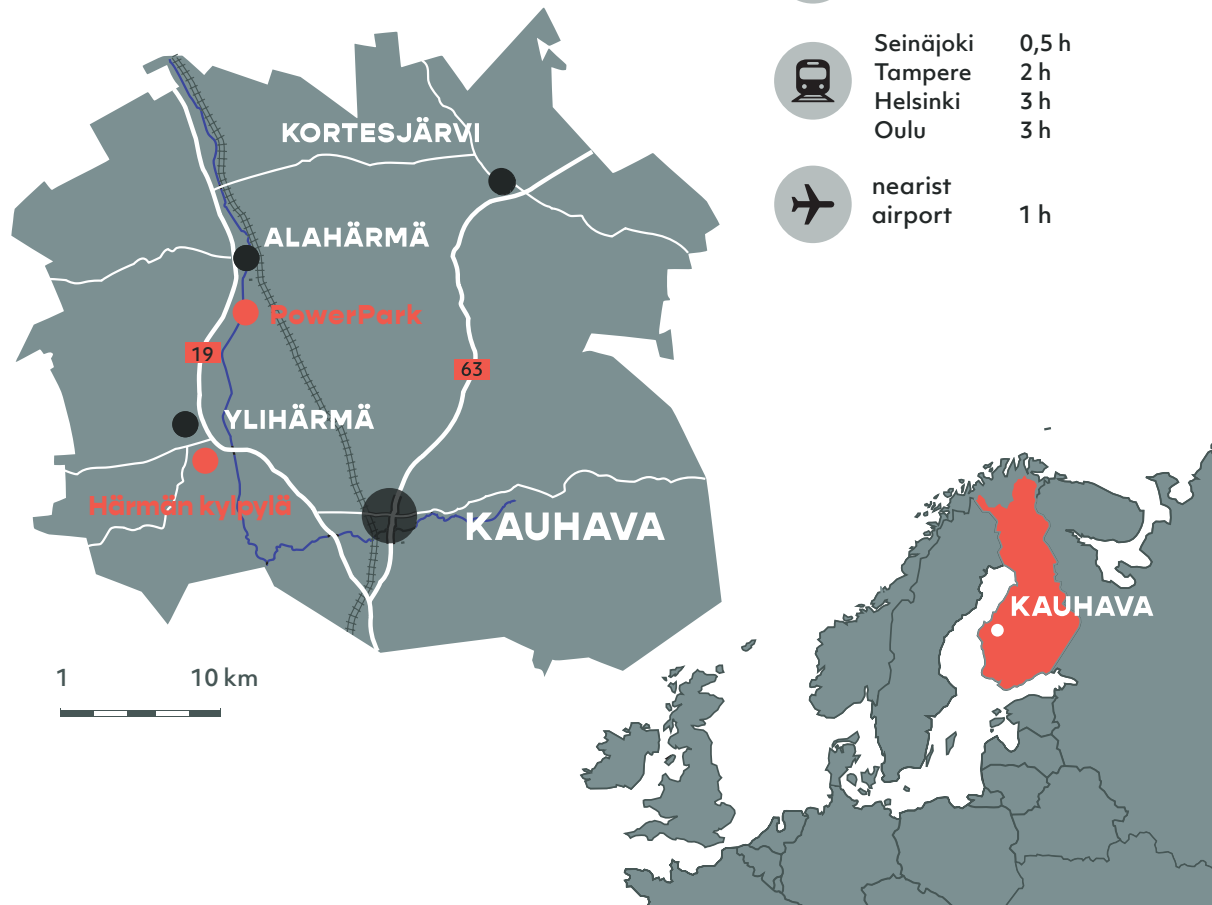 KORTESJÄRVI
ALAHÄRMÄ
PowerPark
19
63
YLIHÄRMÄ
Härmän kylpylä
KAUHAVA
1 10 km
Seinäjoki 0,5 h
Tampere 2 h
Helsinki 3 h
Oulu 3 h
nearist
airport 1 h
KAUHAVA